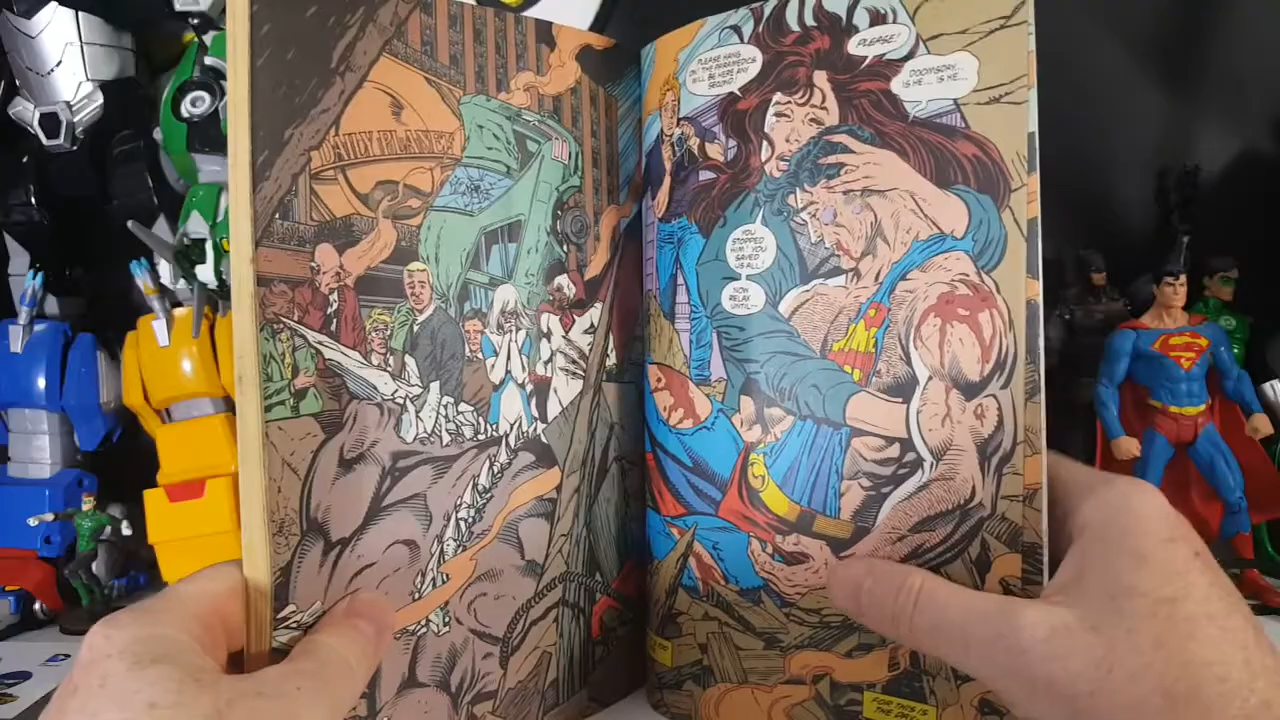 DAILY PLANET
PLEASE HANG
ON! THE PARAMEDICS
WILL BE HERE ANY
SECOND!
PLEASE!
DOOMSDAY...
IS HE... IS HE...
YOU
STOPPED
HIM! YOU
SAVED
US ALL!
NOW
RELAX
UNTIL--
FOR THIS IS
THE DAY--